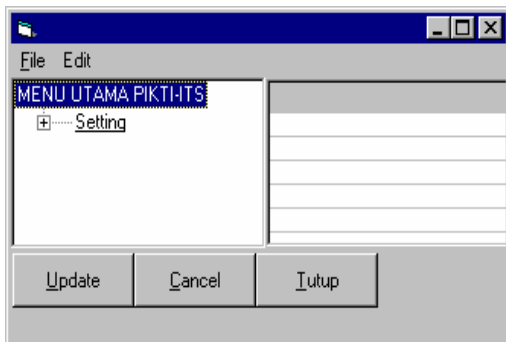 File Edit
MENU UTAMA PIKTI-ITS
Setting
Update Cancel Tutup